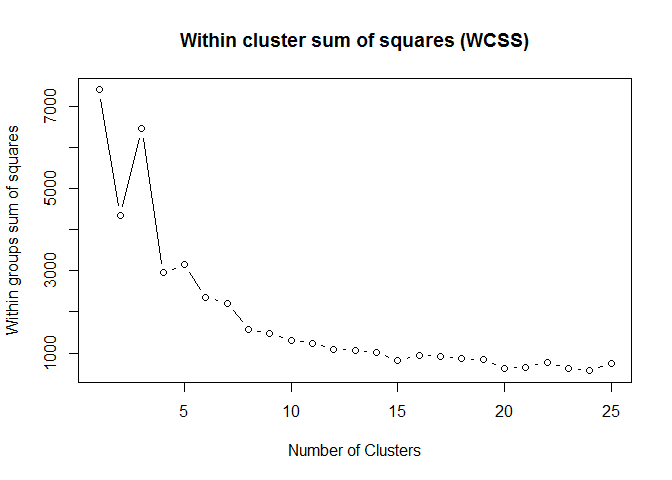 Within cluster sum of squares (WCSS)
Within groups sum of squares
7000
5000
3000
1000
5 10 15 20 25
Number of Clusters